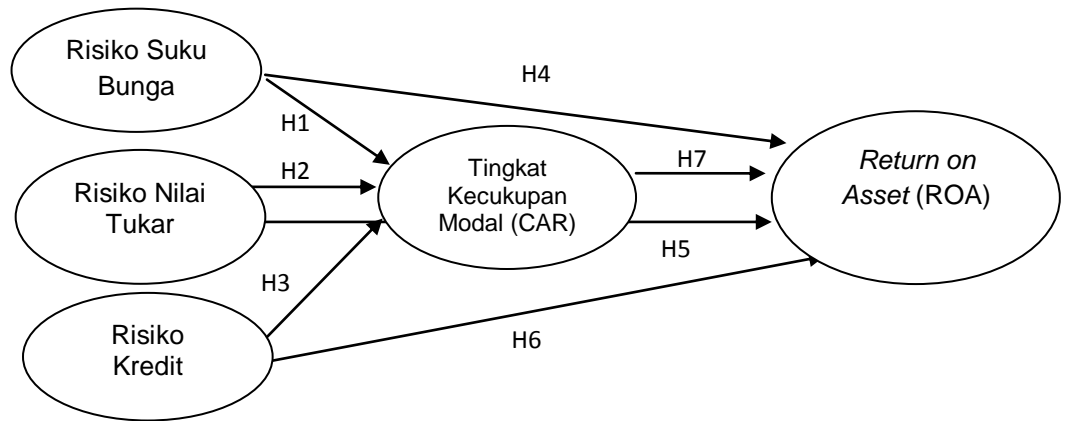 Risiko Suku
Bunga
H4
H1
H2
H7
Return on
Asset (ROA)
Tingkat
Kecukupan
Modal (CAR)
Risiko Nilai
Tukar
H5
H3
H6
Risiko
Kredit